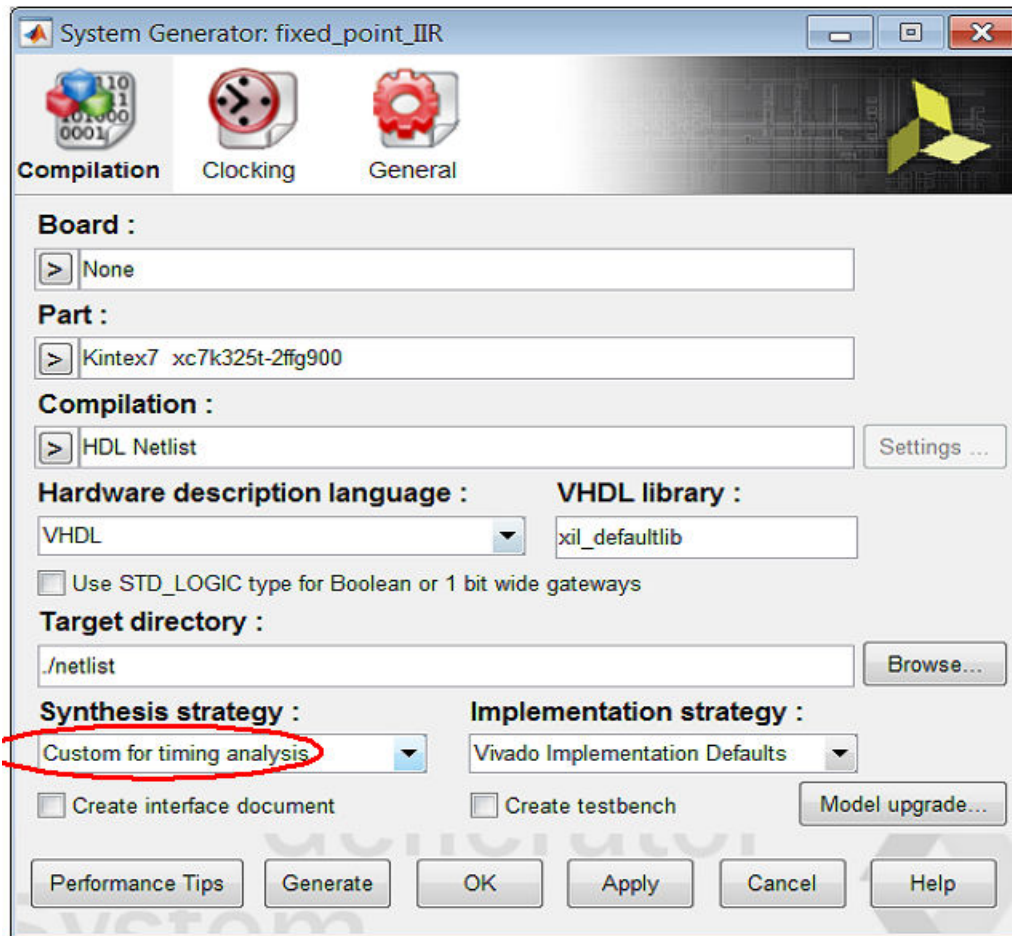 System Generator: fixed_point_IIR
Compilation Clocking General
Board :
> None
Part :
> Kintex7 xc7k325t-2ffg900
Compilation :
> HDL Netlist Settings ...
Hardware description language : VHDL library :
VHDL xil_defaultlib
Use STD_LOGIC type for Boolean or 1 bit wide gateways
Target directory :
./netlist Browse...
Synthesis strategy : Implementation strategy :
Custom for timing analysis Vivado Implementation Defaults
Create interface document Create testbench Model upgrade...
Generator
Performance Tips Generate OK Apply Cancel Help
System